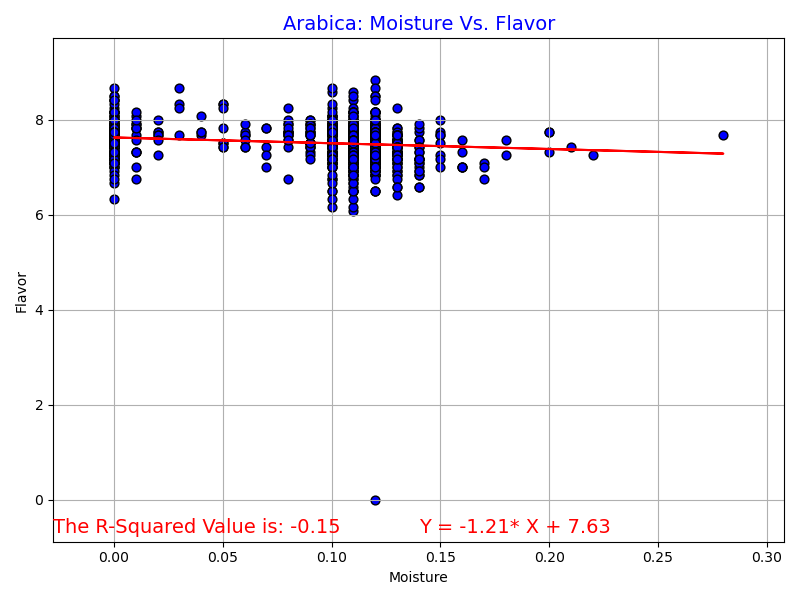 Arabica: Moisture Vs. Flavor
8
6
4
2
0
Flavor
The R-Squared Value is: -0.15
Y = -1.21* X + 7.63
0.00 0.05 0.10 0.15 0.20 0.25 0.30
Moisture